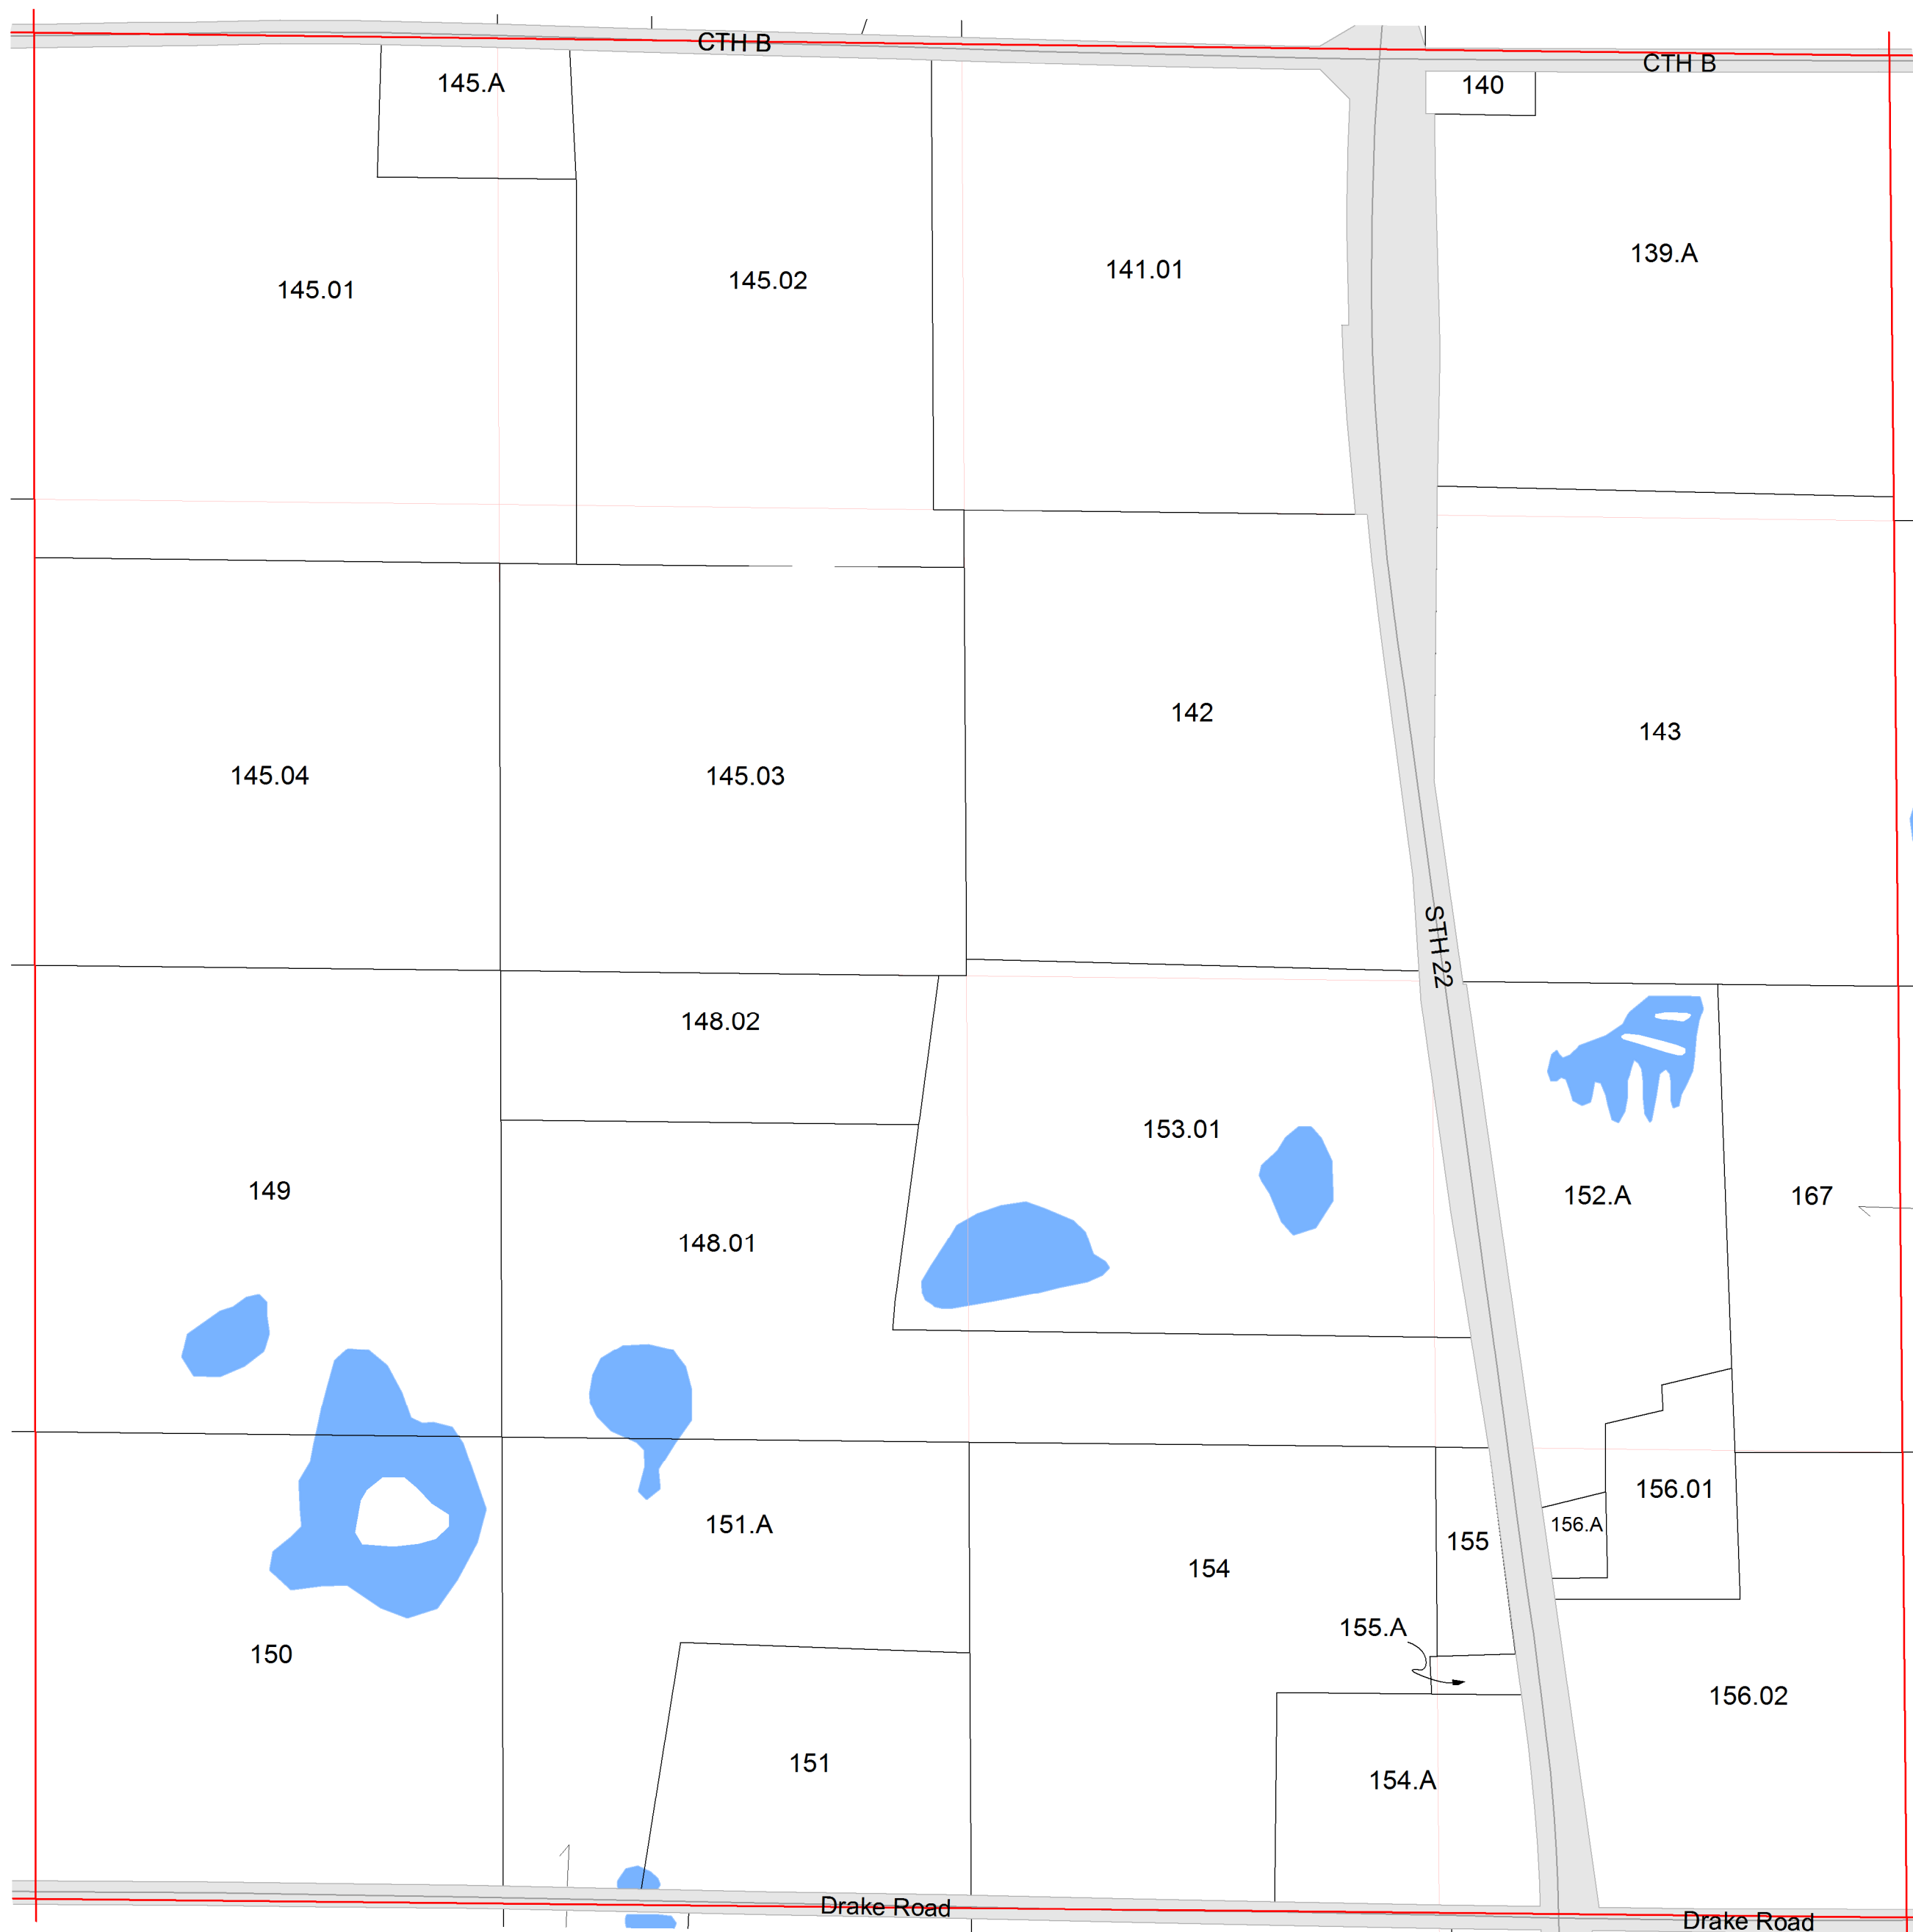 CTH B
CTH B
145.A
140
139.A
145.01
145.02
141.01
142
143
145.04
145.03
STH 22
148.02
153.01
149
152.A
167
148.01
156.01
151.A
156.A
155
154
155.A
150
156.02
151
154.A
Drake Road
Drake Road